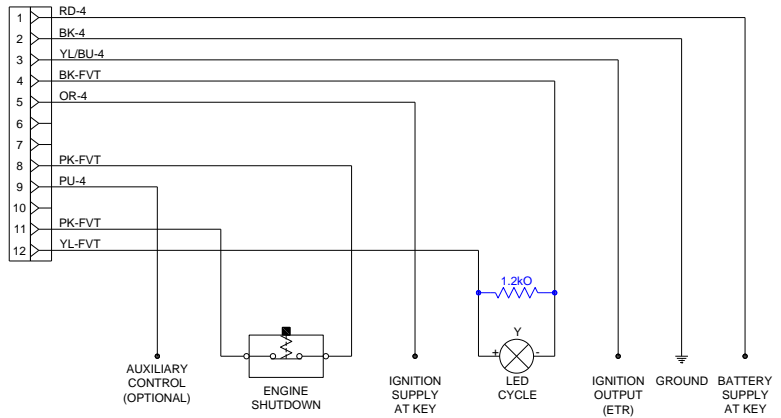 1 RD-4
2 BK-4
3 YL/BU-4
4 BK-FVT
5 OR-4
6
7
8 PK-FVT
9 PU-4
10
11 PK-FVT
12 YL-FVT
1.2kO
Y
+ -
AUXILIARY
CONTROL
(OPTIONAL)
ENGINE
SHUTDOWN
IGNITION
SUPPLY
AT KEY
LED
CYCLE
IGNITION
OUTPUT
(ETR)
GROUND
BATTERY
SUPPLY
AT KEY